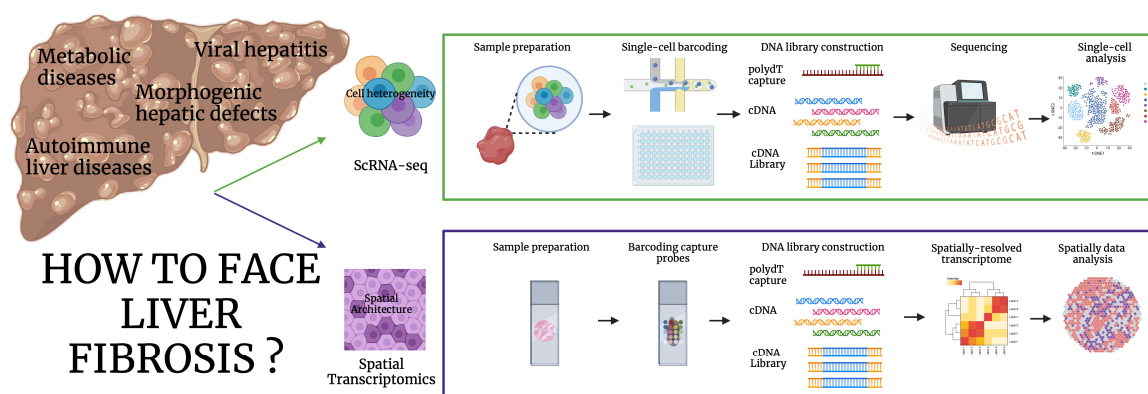 Metabolic
diseases
Viral hepatitis
Morphogenic
hepatic defects
Autoimmune
liver diseases
HOW TO FACE
LIVER
FIBROSIS ?
Cell heterogeneity
ScRNA-seq
Spatial
Architecture
Spatial
Transcriptomics
Sample preparation
Single-cell barcoding
DNA library construction
polydT
capture
cDNA
cDNA
Library
Sequencing
Single-cell
analysis
tSNE1
Sample preparation
Barcoding capture
probes
DNA library construction
polydT
capture
cDNA
cDNA
Library
Spatially-resolved
transcriptome
Spatially data
analysis